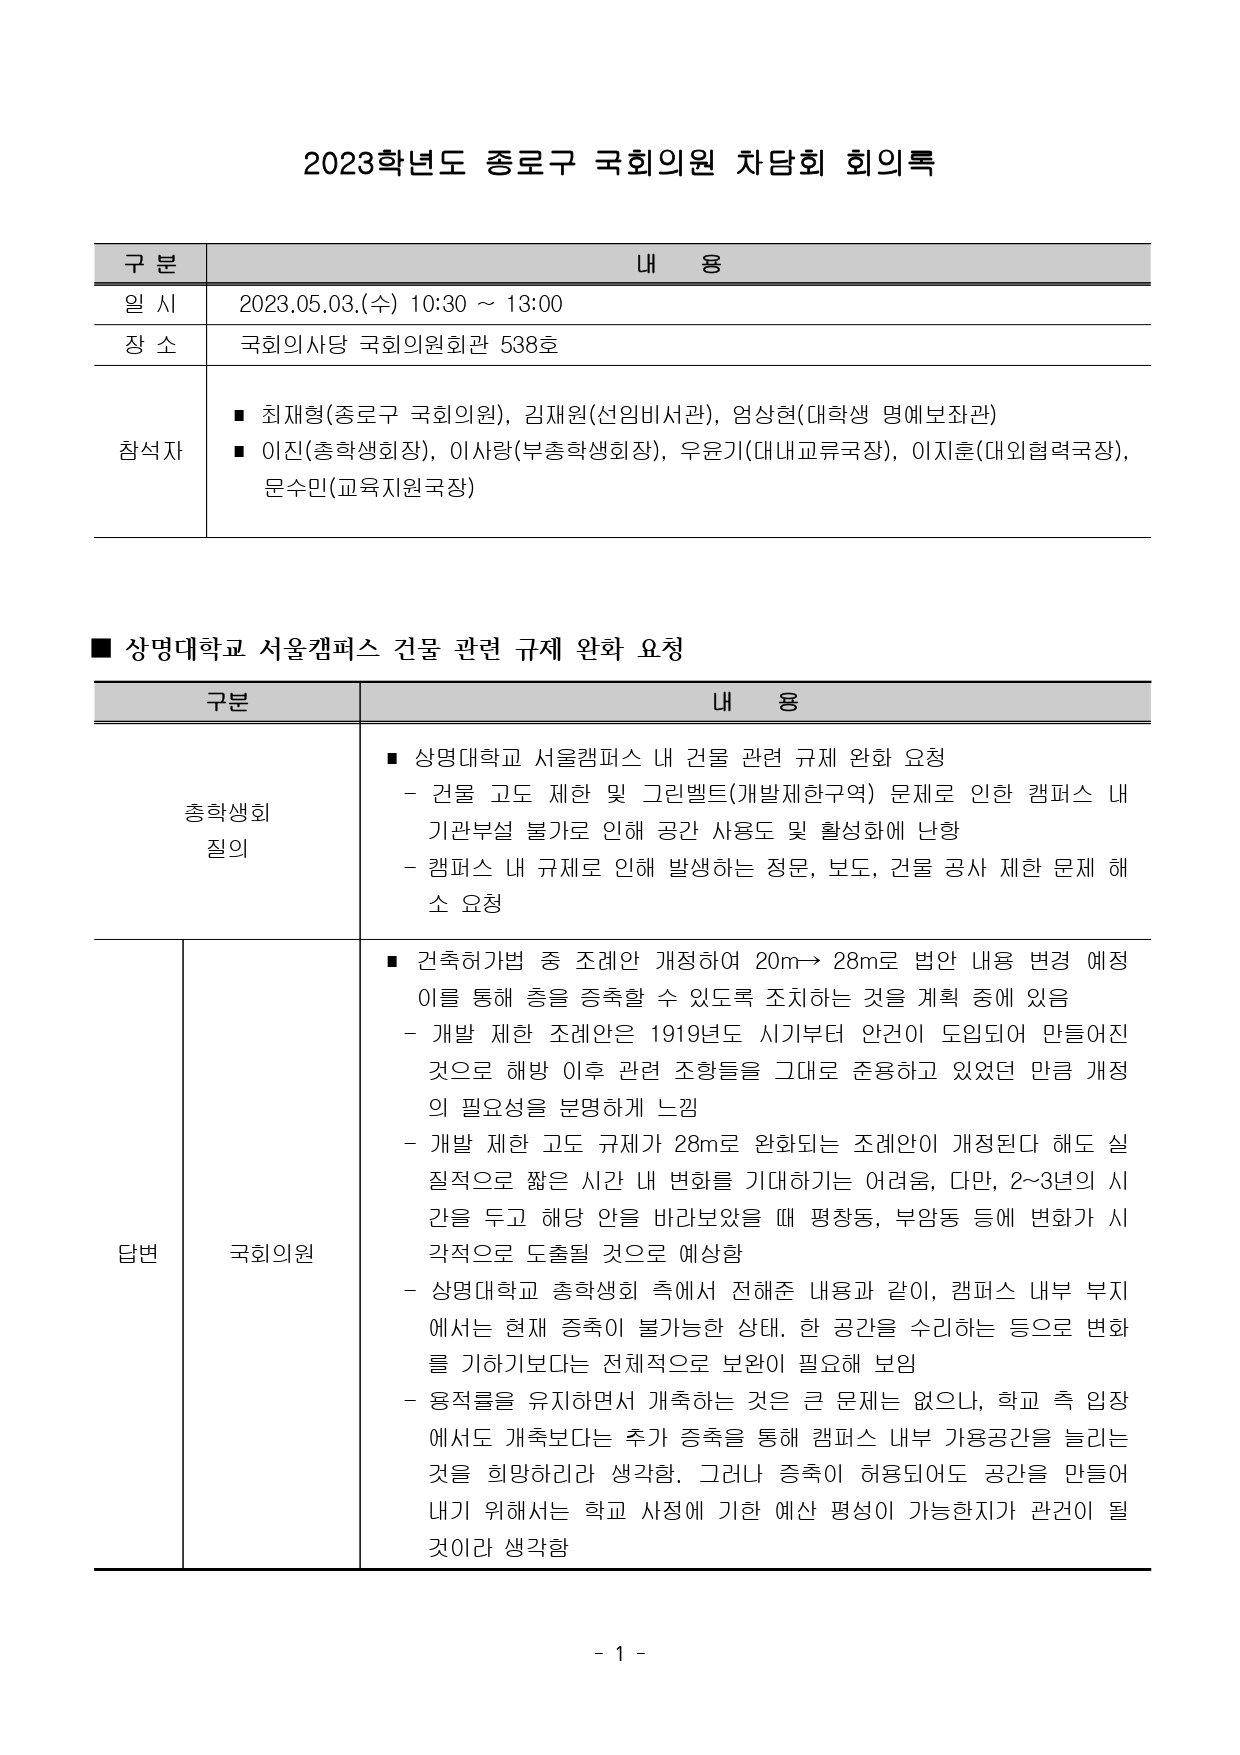 2023학년도 종로구 국회의원 차담회 회의록
구 분 내 용
일 시 2023.05.03.(수) 10:30 ~ 13:00
장 소 국회의사당 국회의원회관 538호
■ 최재형(종로구 국회의원), 김재원(선임비서관), 엄상현(대학생 명예보좌관)
참석자 ■ 이진(총학생회장), 이사랑(부총학생회장), 우윤기(대내교류국장), 이지훈(대외협력국장),
문수민(교육지원국장)
■ 상명대학교 서울캠퍼스 건물 관련 규제 완화 요청
구분 내 용
총학생회
질의
■ 상명대학교 서울캠퍼스 내 건물 관련 규제 완화 요청
- 건물 고도 제한 및 그린벨트(개발제한구역) 문제로 인한 캠퍼스 내
기관부설 불가로 인해 공간 사용도 및 활성화에 난항
- 캠퍼스 내 규제로 인해 발생하는 정문, 보도, 건물 공사 제한 문제 해
소 요청
답변 국회의원
■ 건축허가법 중 조례안 개정하여 20m→ 28m로 법안 내용 변경 예정
이를 통해 층을 증축할 수 있도록 조치하는 것을 계획 중에 있음
- 개발 제한 조례안은 1919년도 시기부터 안건이 도입되어 만들어진
것으로 해방 이후 관련 조항들을 그대로 준용하고 있었던 만큼 개정
의 필요성을 분명하게 느낌
- 개발 제한 고도 규제가 28m로 완화되는 조례안이 개정된다 해도 실
질적으로 짧은 시간 내 변화를 기대하기는 어려움, 다만, 2~3년의 시
간을 두고 해당 안을 바라보았을 때 평창동, 부암동 등에 변화가 시
각적으로 도출될 것으로 예상함
- 상명대학교 총학생회 측에서 전해준 내용과 같이, 캠퍼스 내부 부지
에서는 현재 증축이 불가능한 상태. 한 공간을 수리하는 등으로 변화
를 기하기보다는 전체적으로 보완이 필요해 보임
- 용적률을 유지하면서 개축하는 것은 큰 문제는 없으나, 학교 측 입장
에서도 개축보다는 추가 증축을 통해 캠퍼스 내부 가용공간을 늘리는
것을 희망하리라 생각함. 그러나 증축이 허용되어도 공간을 만들어
내기 위해서는 학교 사정에 기한 예산 평성이 가능한지가 관건이 될
것이라 생각함
- 1 -